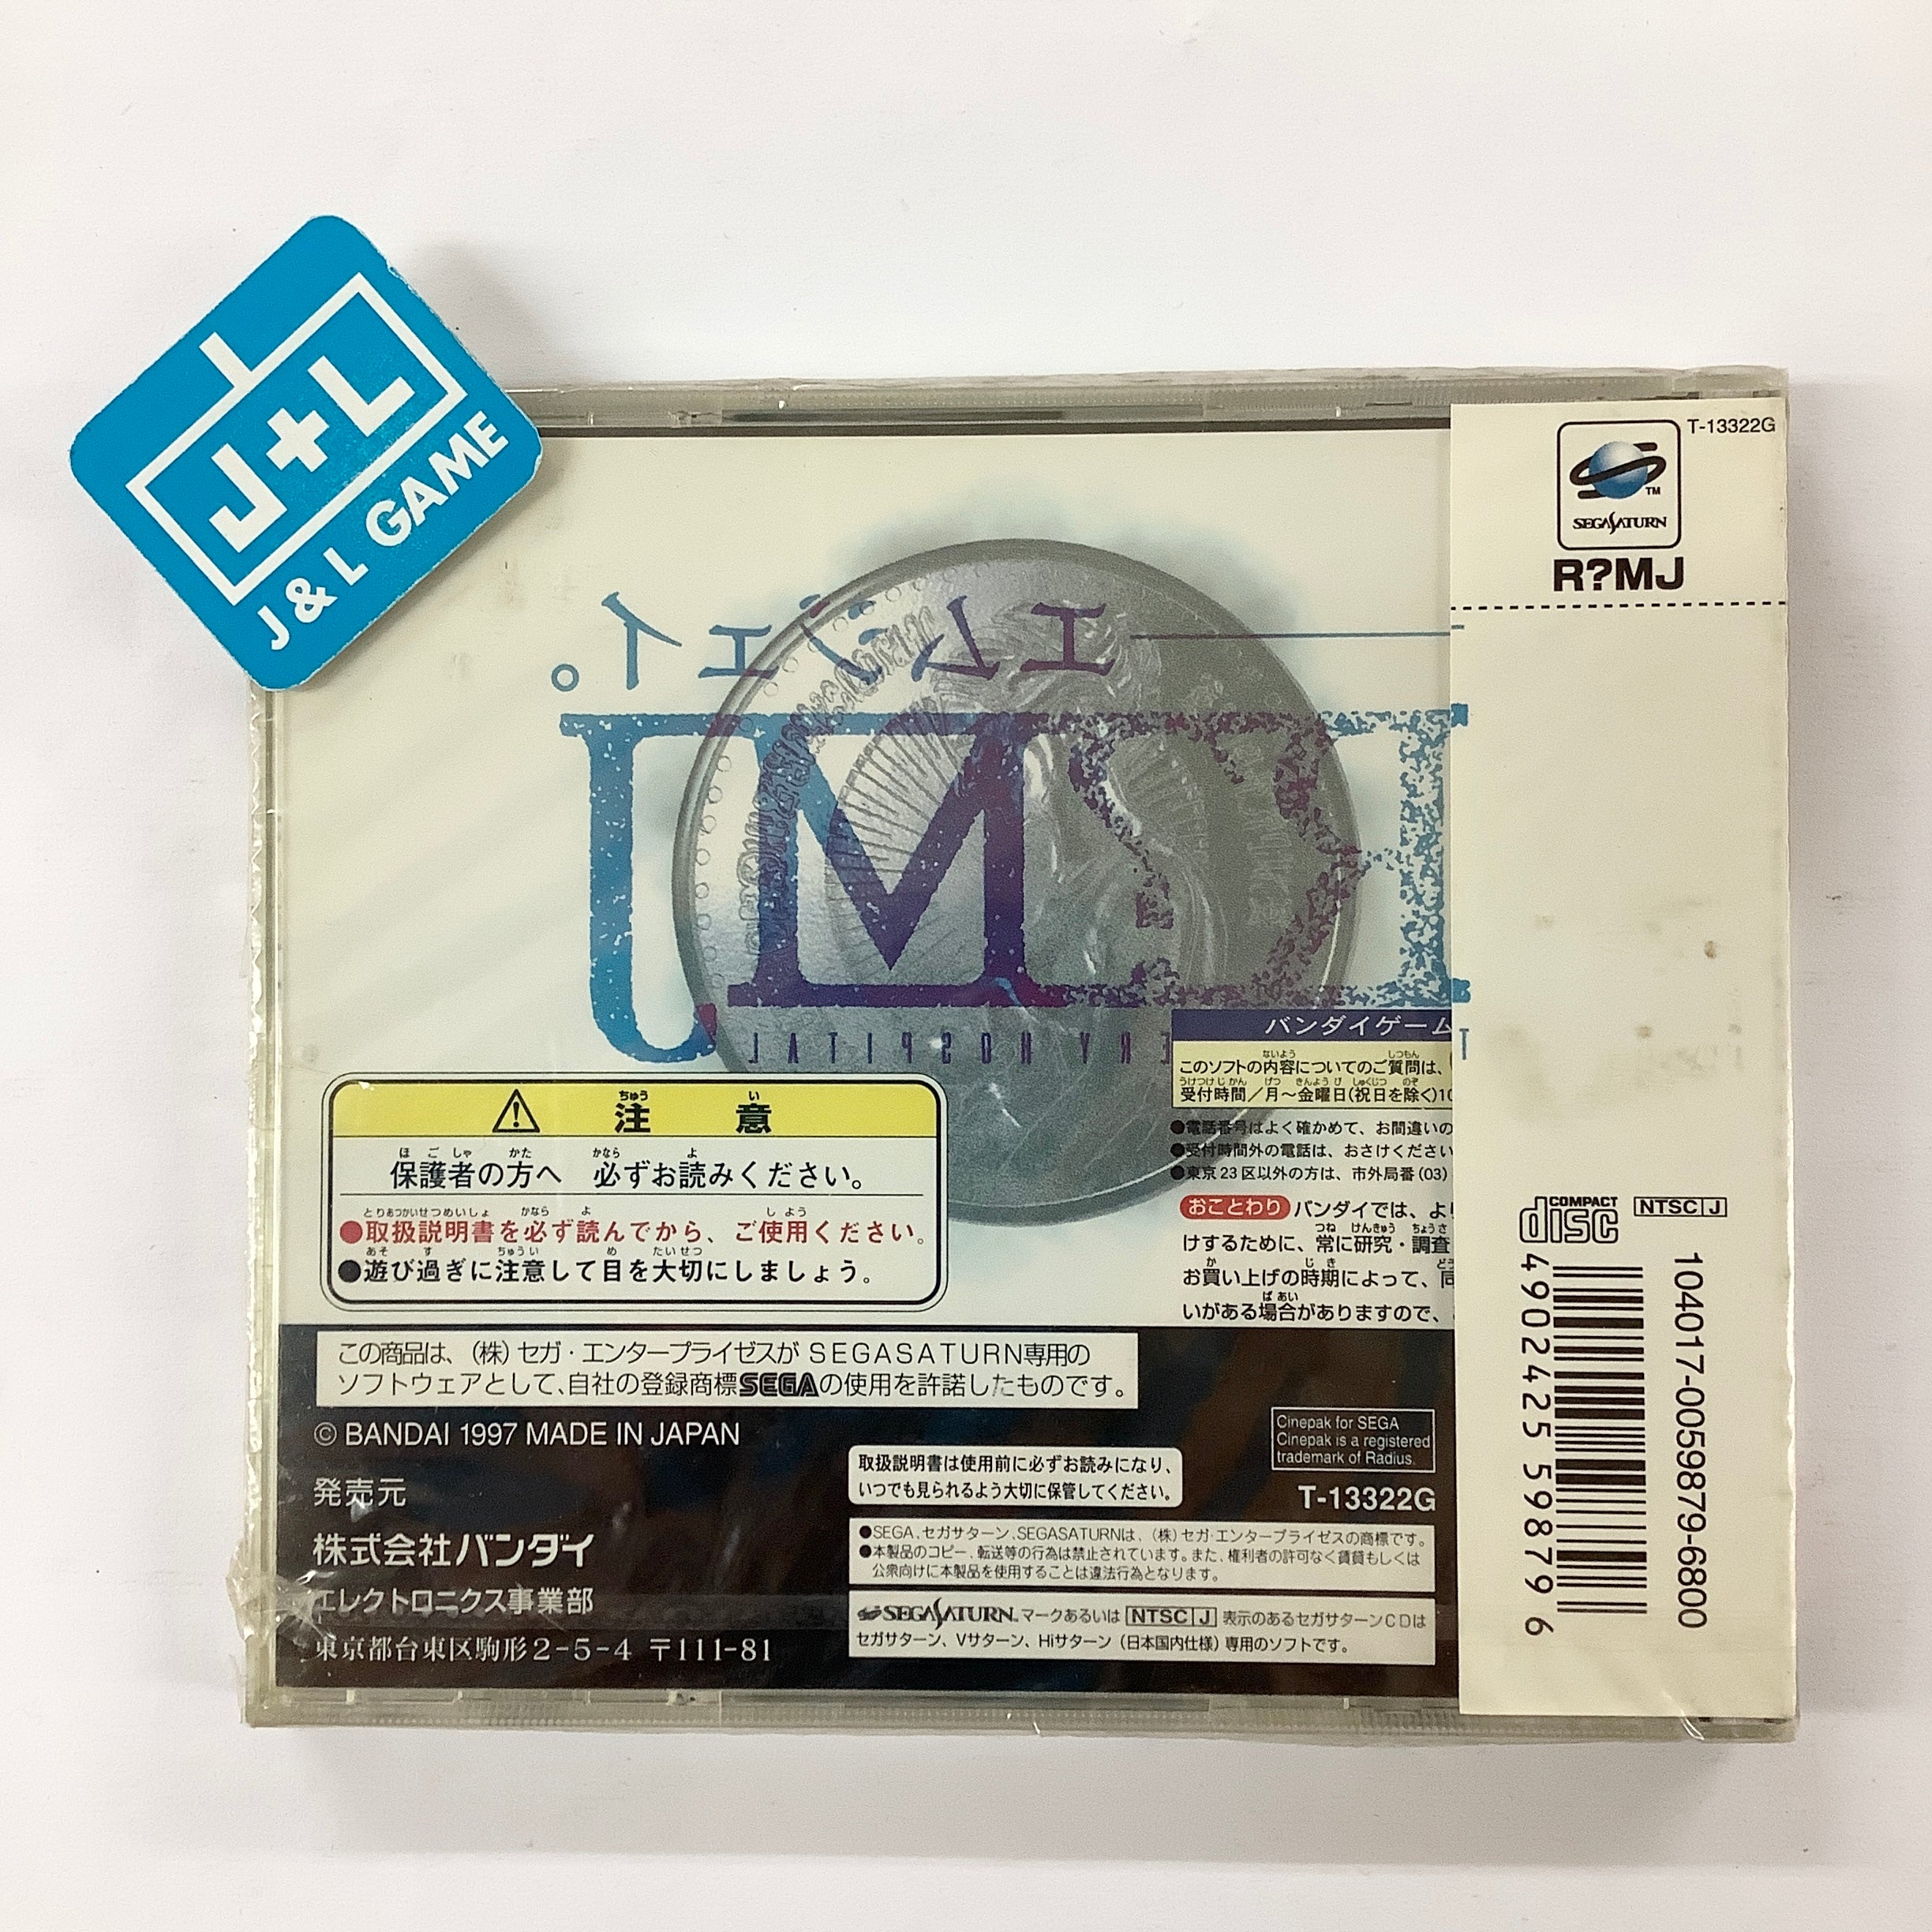 J+L
J & L GAME
T-13322G
SEGA SATURN
TM
R?MJ
エムジェイ。
バンダイゲーム
このソフトの内容についてのご質問は、
受付時間/月〜金曜日(祝日を除く)10
●電話番号はよく確かめて、お間違いの
●受付時間外の電話は、おさけください
●東京23区以外の方は、市外局番(03)
おことわり バンダイでは、より
けするために、常に研究・調査
お買い上げの時期によって、同
いがある場合がありますので、
注意
保護者の方へ 必ずお読みください。
●取扱説明書を必ず読んでから、ご使用ください。
●遊び過ぎに注意して目を大切にしましょう。
この商品は、(株)セガ・エンタープライゼスが SEGASATURN専用の
ソフトウェアとして、自社の登録商標SEGAの使用を許諾したものです。
© BANDAI 1997 MADE IN JAPAN
発売元
株式会社バンダイ
エレクトロニクス事業部
東京都台東区駒形2-5-4 〒111-81
Cinepak for SEGA
Cinepak is a registered
trademark of Radius.
T-13322G
取扱説明書は使用前に必ずお読みになり、
いつでも見られるよう大切に保管してください。
●SEGA、セガサターン、SEGASATURNは、(株)セガ・エンタープライゼスの商標です。
●本製品のコピー、転送等の行為は禁止されています。また、権利者の許可なく賃貸もしくは
公衆向けに本製品を使用することは違法行為となります。
SEGA SATURN™マークあるいは NTSC J 表示のあるセガサターンCDは
セガサターン、Vサターン、Hiサターン(日本国内仕様)専用のソフトです。
COMPACT
disc
NTSC J
4902425 598796
104017-0059879-6800